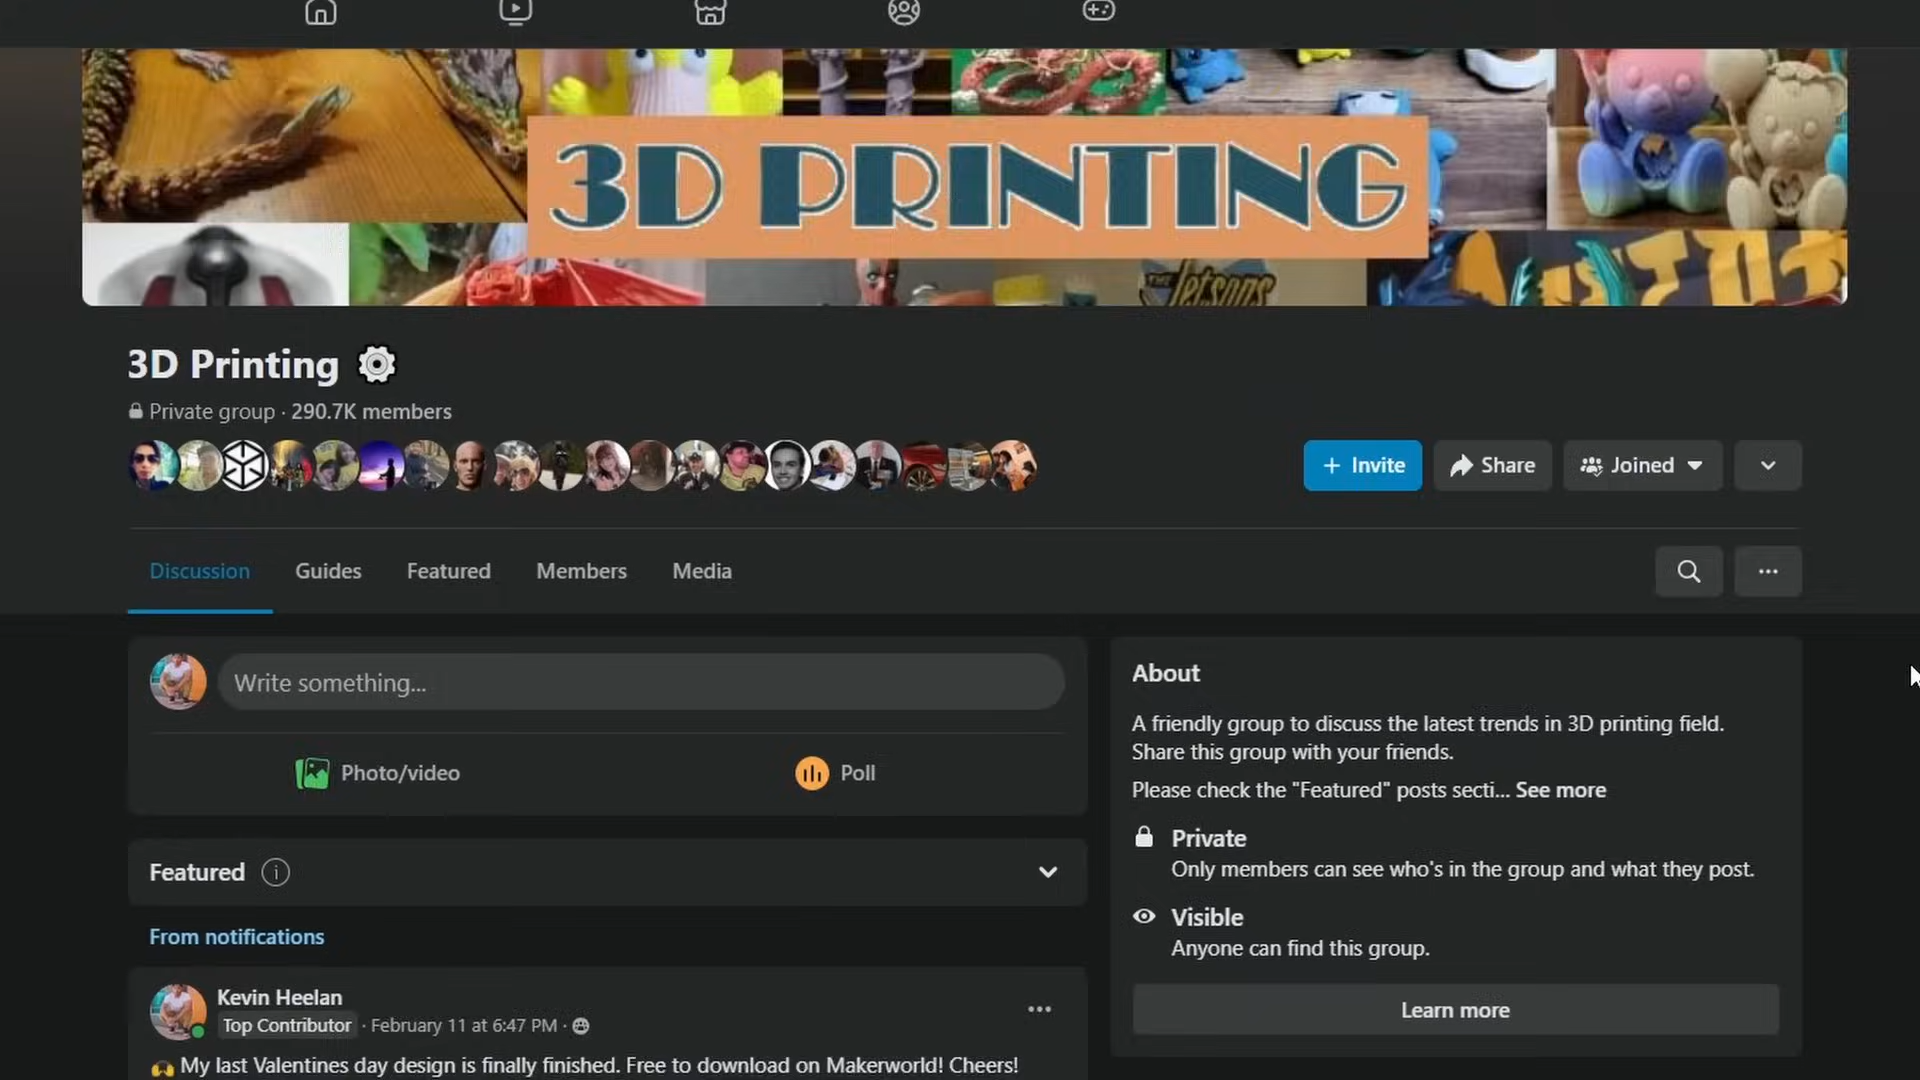 3D PRINTING
THE Jetsons
3D Printing
Private group · 290.7K members
+ Invite
Share
Joined
Discussion
Guides
Featured
Members
Media
Write something...
Photo/video
Poll
Featured
From notifications
Kevin Heelan
Top Contributor · February 11 at 6:47 PM ·
My last Valentines day design is finally finished. Free to download on Makerworld! Cheers!
About
A friendly group to discuss the latest trends in 3D printing field.
Share this group with your friends.
Please check the "Featured" posts secti... See more
Private
Only members can see who's in the group and what they post.
Visible
Anyone can find this group.
Learn more